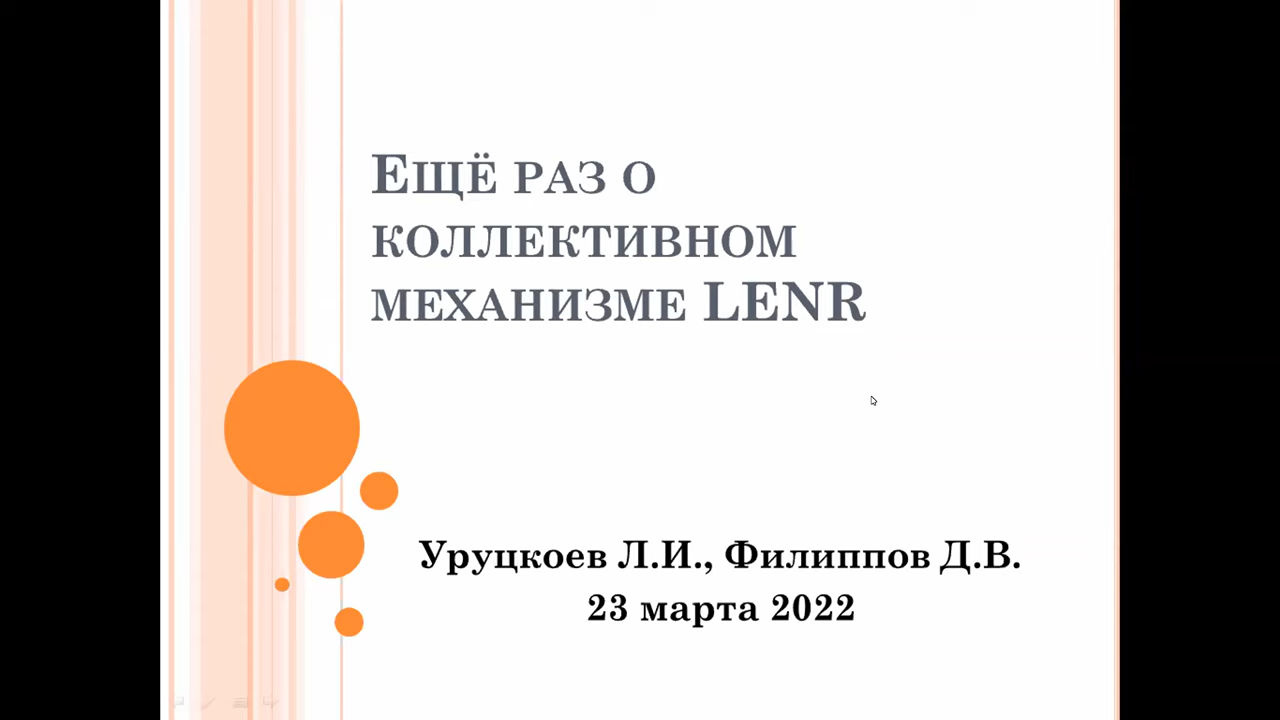 Ещё раз о
коллективном
механизме LENR
Уруцкоев Л.И., Филиппов Д.В.
23 марта 2022